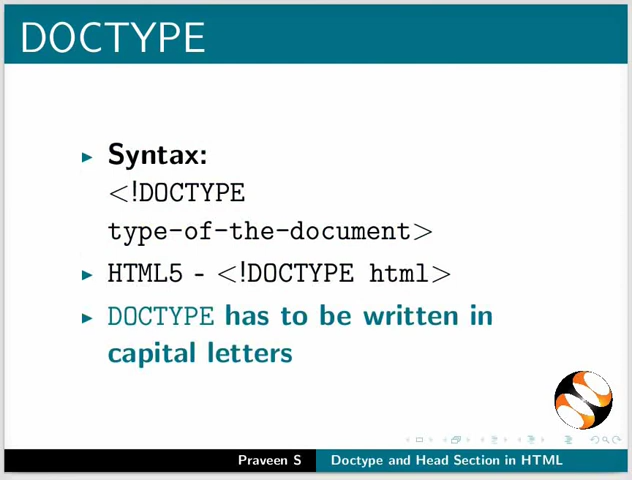 DOCTYPE
Syntax:
<!DOCTYPE
type-of-the-document>
HTML5 - <!DOCTYPE html>
DOCTYPE has to be written in
capital letters
Praveen S Doctype and Head Section in HTML